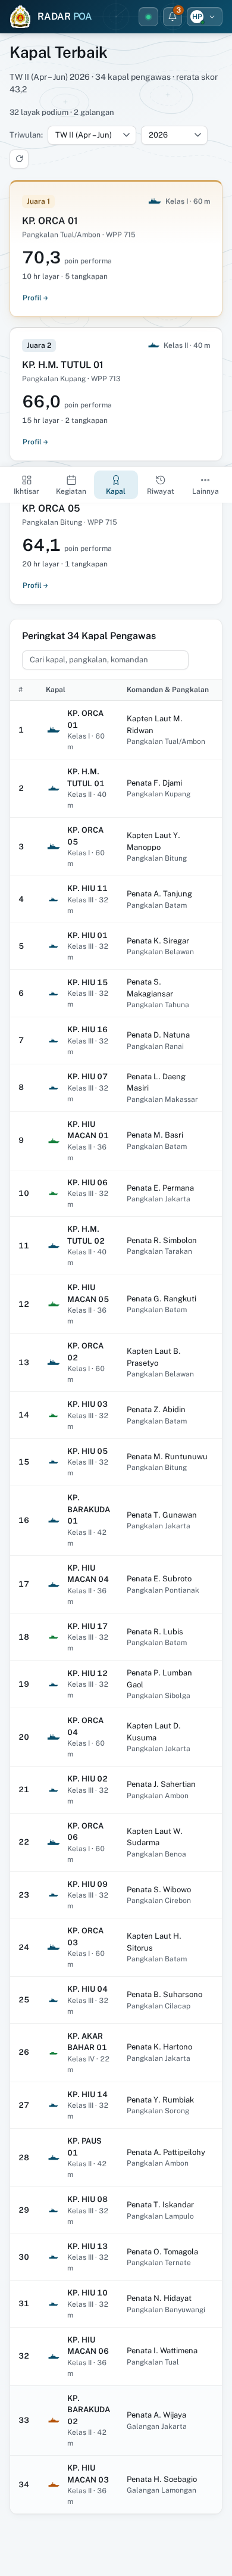 RADAR POA
3
HP
Kapal Terbaik
TW II (Apr – Jun) 2026 · 34 kapal pengawas · rerata skor
43,2
32 layak podium · 2 galangan
Triwulan:
TW II (Apr – Jun)
2026
Juara 1
Kelas I · 60 m
KP. ORCA 01
Pangkalan Tual/Ambon · WPP 715
70,3 poin performa
10 hr layar · 5 tangkapan
Profil →
Juara 2
Kelas II · 40 m
KP. H.M. TUTUL 01
Pangkalan Kupang · WPP 713
66,0 poin performa
15 hr layar · 2 tangkapan
Profil →
Ikhtisar
Kegiatan
Kapal
Riwayat
Lainnya
KP. ORCA 05
Pangkalan Bitung · WPP 715
64,1 poin performa
20 hr layar · 1 tangkapan
Profil →
Peringkat 34 Kapal Pengawas
Cari kapal, pangkalan, komandan
# Kapal Komandan & Pangkalan
1
KP. ORCA
01
Kelas I · 60
m
Kapten Laut M.
Ridwan
Pangkalan Tual/Ambon
2
KP. H.M.
TUTUL 01
Kelas II · 40
m
Penata F. Djami
Pangkalan Kupang
3
KP. ORCA
05
Kelas I · 60
m
Kapten Laut Y.
Manoppo
Pangkalan Bitung
4
KP. HIU 11
Kelas III · 32
m
Penata A. Tanjung
Pangkalan Batam
5
KP. HIU 01
Kelas III · 32
m
Penata K. Siregar
Pangkalan Belawan
6
KP. HIU 15
Kelas III · 32
m
Penata S.
Makagiansar
Pangkalan Tahuna
7
KP. HIU 16
Kelas III · 32
m
Penata D. Natuna
Pangkalan Ranai
8
KP. HIU 07
Kelas III · 32
m
Penata L. Daeng
Masiri
Pangkalan Makassar
9
KP. HIU
MACAN 01
Kelas II · 36
m
Penata M. Basri
Pangkalan Batam
10
KP. HIU 06
Kelas III · 32
m
Penata E. Permana
Pangkalan Jakarta
11
KP. H.M.
TUTUL 02
Kelas II · 40
m
Penata R. Simbolon
Pangkalan Tarakan
12
KP. HIU
MACAN 05
Kelas II · 36
m
Penata G. Rangkuti
Pangkalan Batam
13
KP. ORCA
02
Kelas I · 60
m
Kapten Laut B.
Prasetyo
Pangkalan Belawan
14
KP. HIU 03
Kelas III · 32
m
Penata Z. Abidin
Pangkalan Batam
15
KP. HIU 05
Kelas III · 32
m
Penata M. Runtunuwu
Pangkalan Bitung
16
KP.
BARAKUDA
01
Kelas II · 42
m
Penata T. Gunawan
Pangkalan Jakarta
17
KP. HIU
MACAN 04
Kelas II · 36
m
Penata E. Subroto
Pangkalan Pontianak
18
KP. HIU 17
Kelas III · 32
m
Penata R. Lubis
Pangkalan Batam
19
KP. HIU 12
Kelas III · 32
m
Penata P. Lumban
Gaol
Pangkalan Sibolga
20
KP. ORCA
04
Kelas I · 60
m
Kapten Laut D.
Kusuma
Pangkalan Jakarta
21
KP. HIU 02
Kelas III · 32
m
Penata J. Sahertian
Pangkalan Ambon
22
KP. ORCA
06
Kelas I · 60
m
Kapten Laut W.
Sudarma
Pangkalan Benoa
23
KP. HIU 09
Kelas III · 32
m
Penata S. Wibowo
Pangkalan Cirebon
24
KP. ORCA
03
Kelas I · 60
m
Kapten Laut H.
Sitorus
Pangkalan Batam
25
KP. HIU 04
Kelas III · 32
m
Penata B. Suharsono
Pangkalan Cilacap
26
KP. AKAR
BAHAR 01
Kelas IV · 22
m
Penata K. Hartono
Pangkalan Jakarta
27
KP. HIU 14
Kelas III · 32
m
Penata Y. Rumbiak
Pangkalan Sorong
28
KP. PAUS
01
Kelas II · 42
m
Penata A. Pattipeilohy
Pangkalan Ambon
29
KP. HIU 08
Kelas III · 32
m
Penata T. Iskandar
Pangkalan Lampulo
30
KP. HIU 13
Kelas III · 32
m
Penata O. Tomagola
Pangkalan Ternate
31
KP. HIU 10
Kelas III · 32
m
Penata N. Hidayat
Pangkalan Banyuwangi
32
KP. HIU
MACAN 06
Kelas II · 36
m
Penata I. Wattimena
Pangkalan Tual
33
KP.
BARAKUDA
02
Kelas II · 42
m
Penata A. Wijaya
Galangan Jakarta
34
KP. HIU
MACAN 03
Kelas II · 36
m
Penata H. Soebagio
Galangan Lamongan